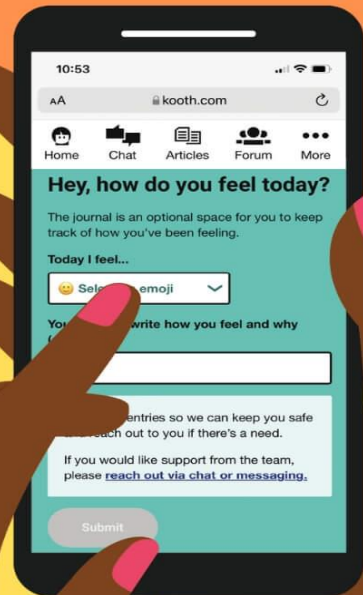 10:53
AA kooth.com
Home Chat Articles Forum More
Hey, how do you feel today?
The journal is an optional space for you to keep
track of how you've been feeling.
Today I feel...
emoji
write how you feel and why
entries so we can keep you safe
reach out to you if there's a need.
If you would like support from the team,
please reach out via chat or messaging.
Submit